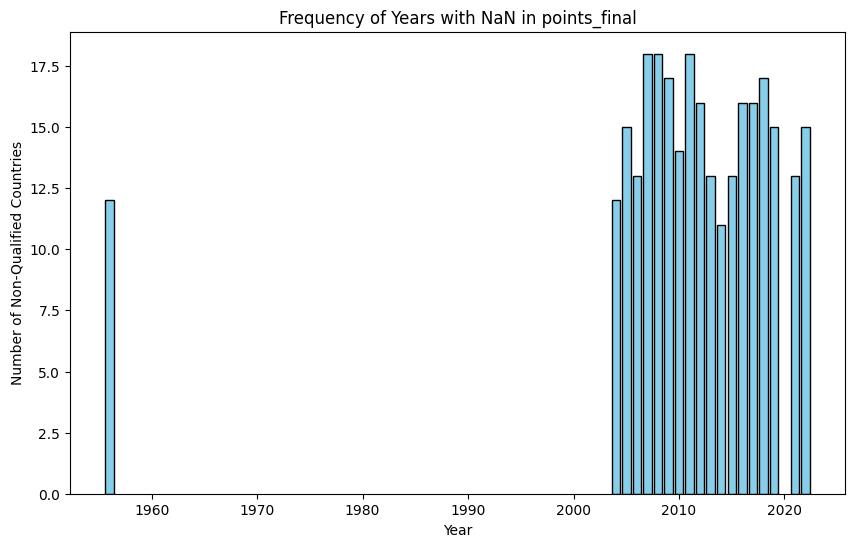 Frequency of Years with NaN in points_final
Number of Non-Qualified Countries
17.5
15.0
12.5
10.0
7.5
5.0
2.5
0.0
1960 1970 1980 1990 2000 2010 2020
Year